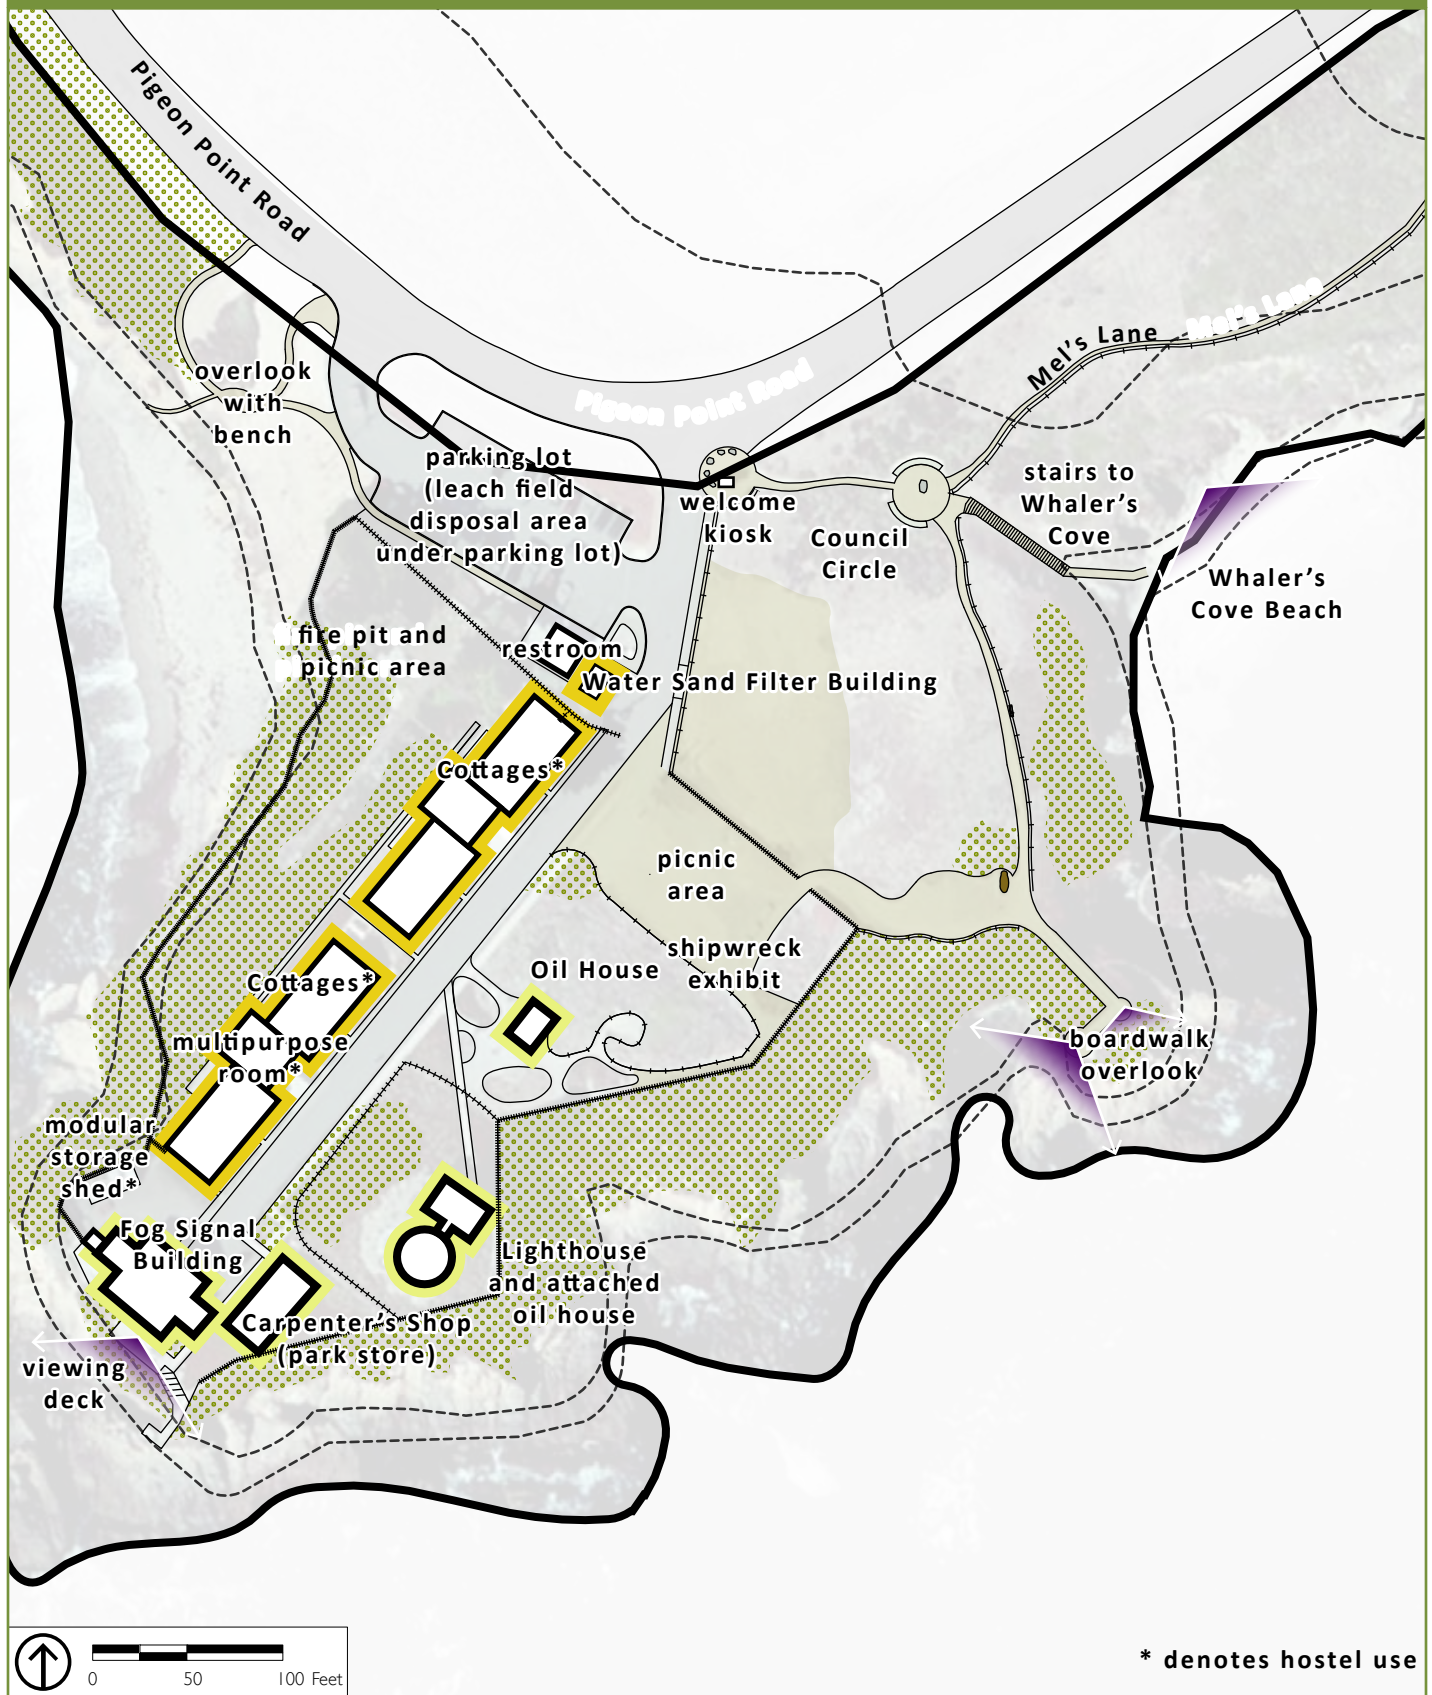 Pigeon Point Road
Mel's Lane
Mel's Lane
overlook
with
bench
Pigeon Point Road
parking lot
(leach field
disposal area
under parking lot)
welcome
kiosk
Council
Circle
stairs to
Whaler's
Cove
Whaler's
Cove Beach
fire pit and
picnic area
restroom
Water Sand Filter Building
Cottages*
picnic
area
shipwreck
exhibit
Oil House
Cottages*
multipurpose
room*
boardwalk
overlook
modular
storage
shed*
Fog Signal
Building
Lighthouse
and attached
oil house
Carpenter's Shop
(park store)
viewing
deck
0 50 100 Feet
* denotes hostel use